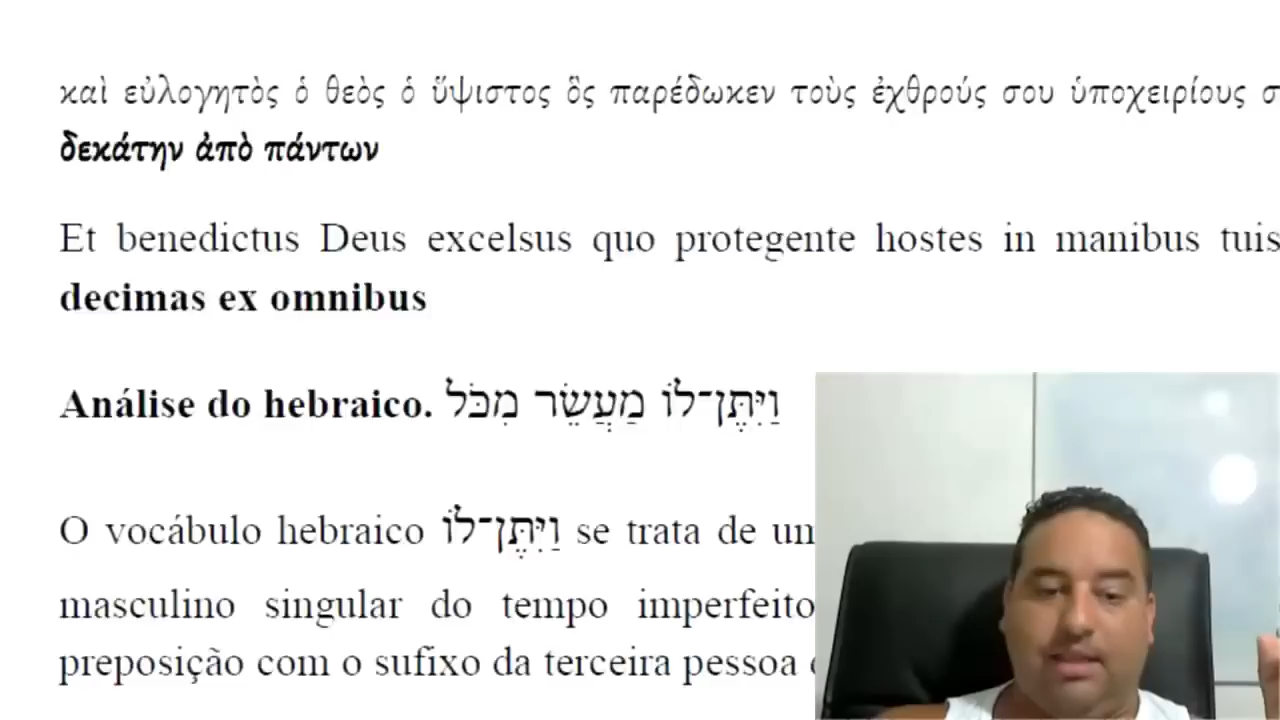 καὶ εὐλογητὸς ὁ θεὸς ὁ ὕψιστος ὃς παρέδωκεν τοὺς ἐχθρούς σου ὑποχειρίους
δεκάτην ἀπὸ πάντων
Et benedictus Deus excelsus quo protegente hostes in manibus tuis
decimas ex omnibus
Análise do hebraico. וַיִּתֶּן־לוֹ מַעֲשֵׂר מִכֹּל
O vocábulo hebraico וַיִּתֶּן־לוֹ se trata de
masculino singular do tempo imperfeito
preposição com o sufixo da terceira pessoa